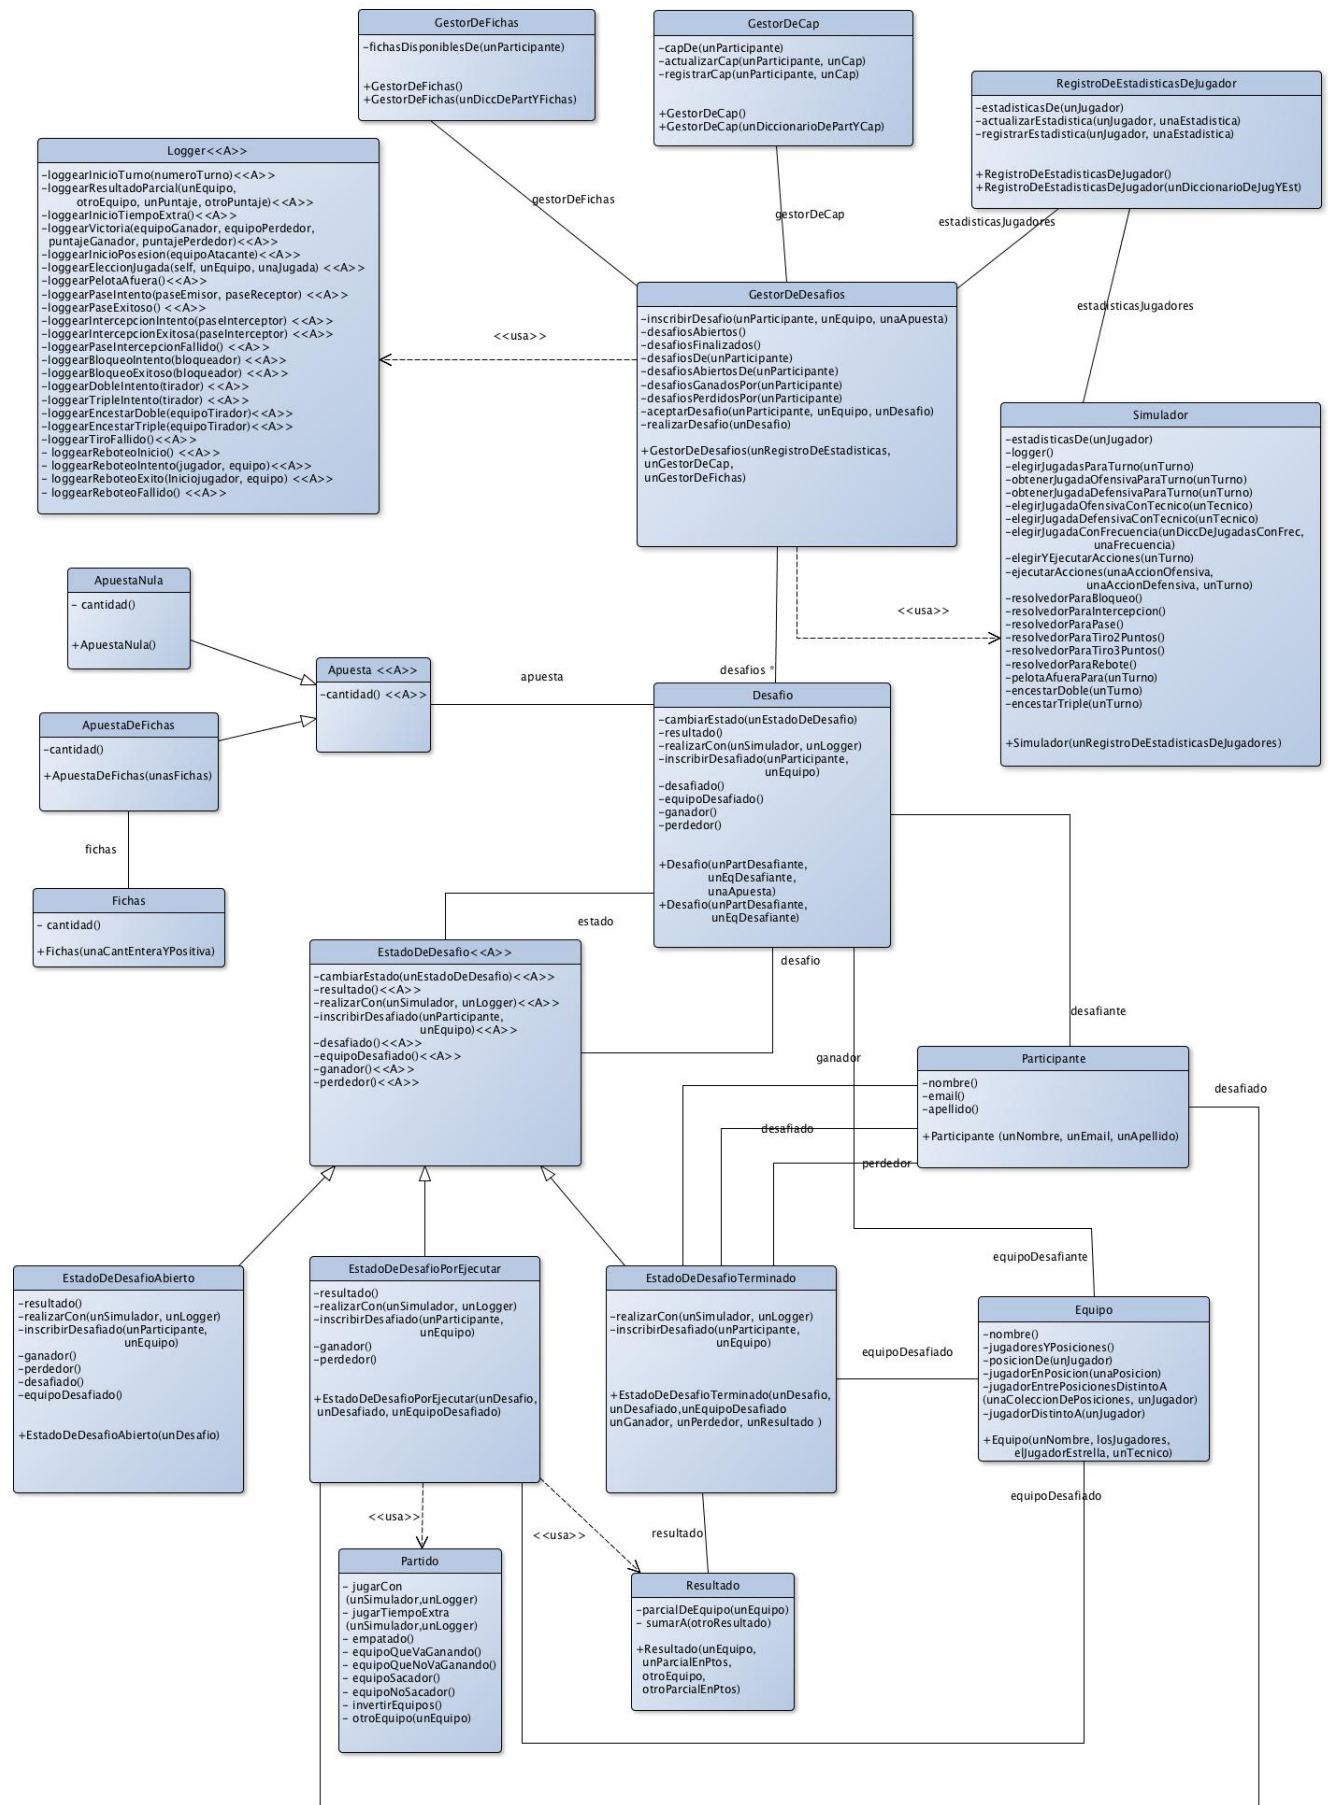 GestorDeFichas
-fichasDisponiblesDe(unParticipante)
+GestorDeFichas()
+GestorDeFichas(unDiccDePartYFichas)
GestorDeCap
-capDe(unParticipante)
-actualizarCap(unParticipante, unCap)
-registrarCap(unParticipante, unCap)
+GestorDeCap()
+GestorDeCap(unDiccionarioDePartYCap)
RegistroDeEstadisticasDeJugador
-estadisticasDe(unJugador)
-actualizarEstadistica(unJugador, unaEstadistica)
-registrarEstadistica(unJugador, unaEstadistica)
+RegistroDeEstadisticasDeJugador()
+RegistroDeEstadisticasDeJugador(unDiccionarioDeJugYEst)
Logger<<A>>
-loggearInicioTurno(numeroTurno)<<A>>
-loggearResultadoParcial(unEquipo,
otroEquipo, unPuntaje, otroPuntaje)<<A>>
-loggearInicioTiempoExtra()<<A>>
-loggearVictoria(equipoGanador, equipoPerdedor,
puntajeGanador, puntajePerdedor)<<A>>
-loggearInicioPosesion(equipoAtacante)<<A>>
-loggearEleccionJugada(self, unEquipo, unaJugada) <<A>>
-loggearPelotaAfuera()<<A>>
-loggearPaseIntento(paseEmisor, paseReceptor) <<A>>
-loggearPaseExitoso() <<A>>
-loggearIntercepcionIntento(paseInterceptor) <<A>>
-loggearIntercepcionExitosa(paseInterceptor) <<A>>
-loggearPaseIntercepcionFallido() <<A>>
-loggearBloqueoIntento(bloqueador) <<A>>
-loggearBloqueoExitoso(bloqueador) <<A>>
-loggearDobleIntento(tirador) <<A>>
-loggearTripleIntento(tirador) <<A>>
-loggearEncestarDoble(equipoTirador)<<A>>
-loggearEncestarTriple(equipoTirador)<<A>>
-loggearTiroFallido()<<A>>
- loggearReboteoInicio() <<A>>
- loggearReboteoIntento(jugador, equipo)<<A>>
- loggearReboteoExito(Iniciojugador, equipo) <<A>>
- loggearReboteoFallido() <<A>>
gestorDeFichas
gestorDeCap
estadisticasJugadores
estadisticasJugadores
<<usa>>
GestorDeDesafios
-inscribirDesafio(unParticipante, unEquipo, unaApuesta)
-desafiosAbiertos()
-desafiosFinalizados()
-desafiosDe(unParticipante)
-desafiosAbiertosDe(unParticipante)
-desafiosGanadosPor(unParticipante)
-desafiosPerdidosPor(unParticipante)
-aceptarDesafio(unParticipante, unEquipo, unDesafio)
-realizarDesafio(unDesafio)
+GestorDeDesafios(unRegistroDeEstadisticas,
unGestorDeCap,
unGestorDeFichas)
Simulador
-estadisticasDe(unJugador)
-logger()
-elegirJugadasParaTurno(unTurno)
-obtenerJugadaOfensivaParaTurno(unTurno)
-obtenerJugadaDefensivaParaTurno(unTurno)
-elegirJugadaOfensivaConTecnico(unTecnico)
-elegirJugadaDefensivaConTecnico(unTecnico)
-elegirJugadaConFrecuencia(unDiccDeJugadasConFrec,
unaFrecuencia)
-elegirYEjecutarAcciones(unTurno)
-ejecutarAcciones(unaAccionOfensiva,
unaAccionDefensiva, unTurno)
-resolvedorParaBloqueo()
-resolvedorParaIntercepcion()
-resolvedorParaPase()
-resolvedorParaTiro2Puntos()
-resolvedorParaTiro3Puntos()
-resolvedorParaRebote()
-pelotaAfueraPara(unTurno)
-encestarDoble(unTurno)
-encestarTriple(unTurno)
+Simulador(unRegistroDeEstadisticasDeJugadores)
<<usa>>
ApuestaNula
- cantidad()
+ApuestaNula()
Apuesta <<A>>
-cantidad() <<A>>
apuesta
desafios *
ApuestaDeFichas
-cantidad()
+ApuestaDeFichas(unasFichas)
fichas
Fichas
- cantidad()
+Fichas(unaCantEnteraYPositiva)
Desafio
-cambiarEstado(unEstadoDeDesafio)
-resultado()
-realizarCon(unSimulador, unLogger)
-inscribirDesafiado(unParticipante,
unEquipo)
-desafiado()
-equipoDesafiado()
-ganador()
-perdedor()
+Desafio(unPartDesafiante,
unEqDesafiante,
unaApuesta)
+Desafio(unPartDesafiante,
unEqDesafiante)
estado
desafio
EstadoDeDesafio<<A>>
-cambiarEstado(unEstadoDeDesafio)<<A>>
-resultado()<<A>>
-realizarCon(unSimulador, unLogger)<<A>>
-inscribirDesafiado(unParticipante,
unEquipo)<<A>>
-desafiado()<<A>>
-equipoDesafiado()<<A>>
-ganador()<<A>>
-perdedor()<<A>>
desafiante
ganador
Participante
-nombre()
-email()
-apellido()
+Participante (unNombre, unEmail, unApellido)
desafiado
desafiado
perdedor
equipoDesafiante
EstadoDeDesafioAbierto
-resultado()
-realizarCon(unSimulador, unLogger)
-inscribirDesafiado(unParticipante,
unEquipo)
-ganador()
-perdedor()
-desafiado()
-equipoDesafiado()
+EstadoDeDesafioAbierto(unDesafio)
EstadoDeDesafioPorEjecutar
-resultado()
-realizarCon(unSimulador, unLogger)
-inscribirDesafiado(unParticipante,
unEquipo)
-ganador()
-perdedor()
+EstadoDeDesafioPorEjecutar(unDesafio,
unDesafiado, unEquipoDesafiado)
EstadoDeDesafioTerminado
-realizarCon(unSimulador, unLogger)
-inscribirDesafiado(unParticipante,
unEquipo)
+EstadoDeDesafioTerminado(unDesafio,
unDesafiado,unEquipoDesafiado
unGanador, unPerdedor, unResultado )
equipoDesafiado
Equipo
-nombre()
-jugadoresYPosiciones()
-posicionDe(unJugador)
-jugadorEnPosicion(unaPosicion)
-jugadorEntrePosicionesDistintoA
(unaColeccionDePosiciones, unJugador)
-jugadorDistintoA(unJugador)
+Equipo(unNombre, losJugadores,
elJugadorEstrella, unTecnico)
equipoDesafiado
<<usa>>
<<usa>>
resultado
Partido
- jugarCon
(unSimulador,unLogger)
- jugarTiempoExtra
(unSimulador,unLogger)
- empatado()
- equipoQueVaGanando()
- equipoQueNoVaGanando()
- equipoSacador()
- equipoNoSacador()
- invertirEquipos()
- otroEquipo(unEquipo)
Resultado
-parcialDeEquipo(unEquipo)
- sumarA(otroResultado)
+Resultado(unEquipo,
unParcialEnPtos,
otroEquipo,
otroParcialEnPtos)